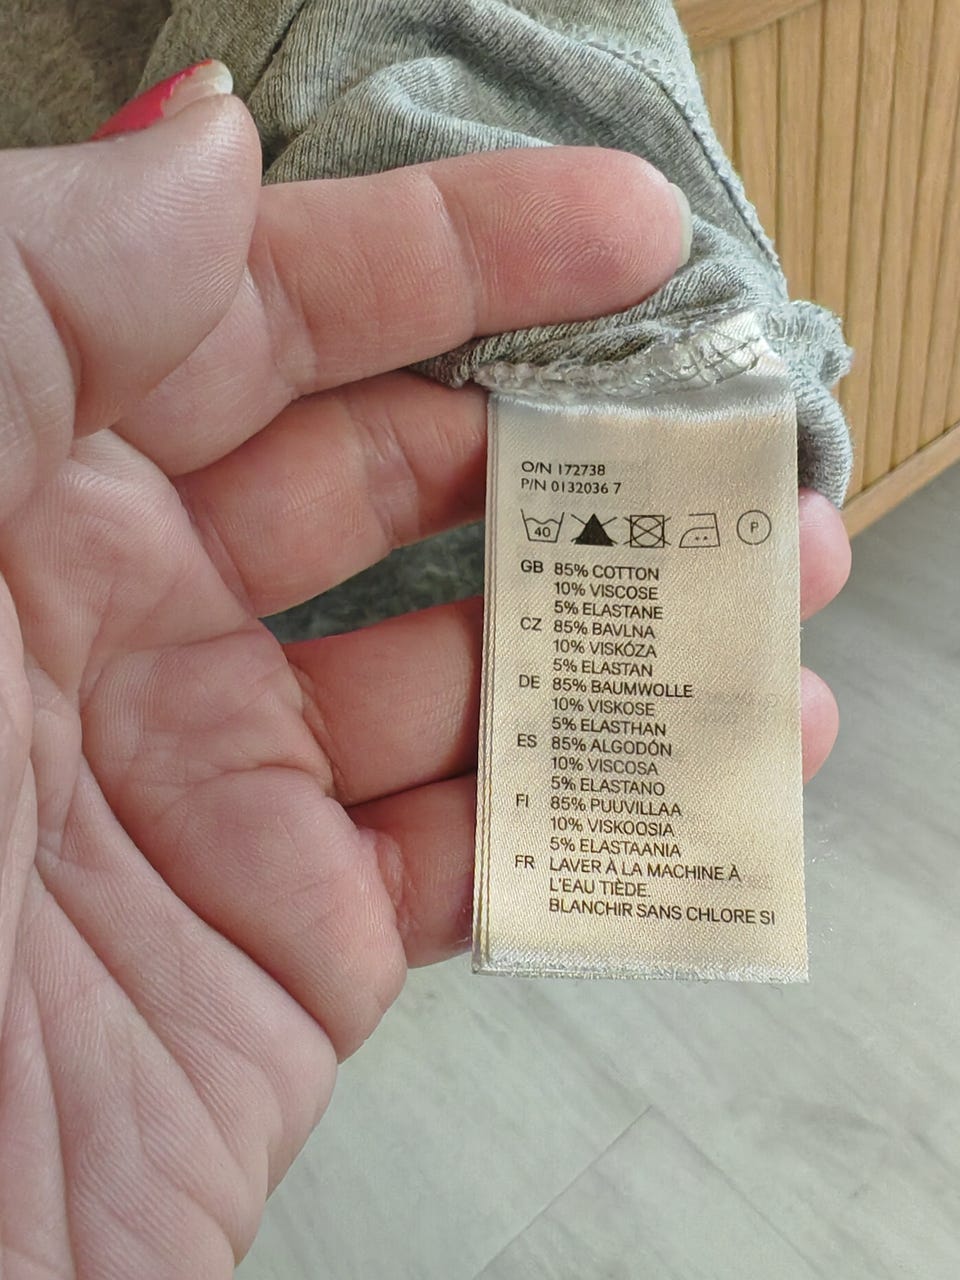 O/N 172738
P/N 0132036 7
40 P
GB 85% COTTON
10% VISCOSE
5% ELASTANE
CZ 85% BAVLNA
10% VISKÓZA
5% ELASTAN
DE 85% BAUMWOLLE
10% VISKOSE
5% ELASTHAN
ES 85% ALGODÓN
10% VISCOSA
5% ELASTANO
FI 85% PUUVILLAA
10% VISKOOSIA
5% ELASTAANIA
FR LAVER À LA MACHINE À
L'EAU TIÈDE.
BLANCHIR SANS CHLORE SI